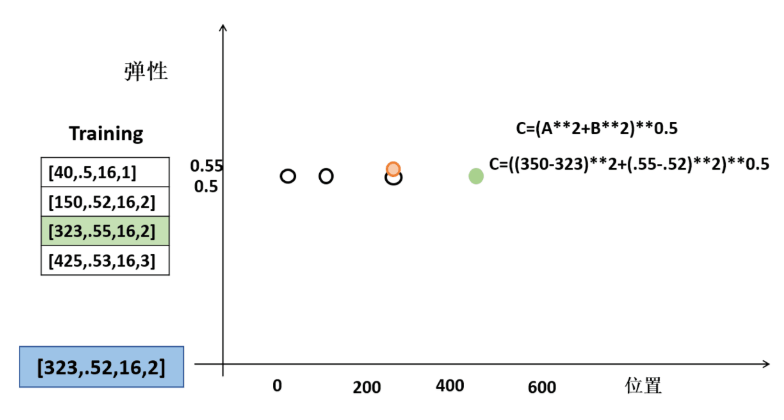 弹性
Training
[40,.5,16,1]
[150,.52,16,2]
[323,.55,16,2]
[425,.53,16,3]
[323,.52,16,2]
0.55
0.5
C=(A**2+B**2)**0.5
C=((350-323)**2+(.55-.52)**2)**0.5
0 200 400 600 位置